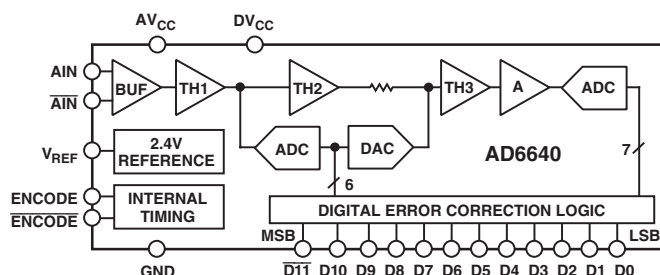 AVCC DVCC
AIN
AIN
BUF TH1 TH2 TH3 A ADC
ADC DAC
AD6640
VREF
2.4V
REFERENCE
6
7
ENCODE
ENCODE
INTERNAL
TIMING
DIGITAL ERROR CORRECTION LOGIC
MSB LSB
GND D11 D10 D9 D8 D7 D6 D5 D4 D3 D2 D1 D0